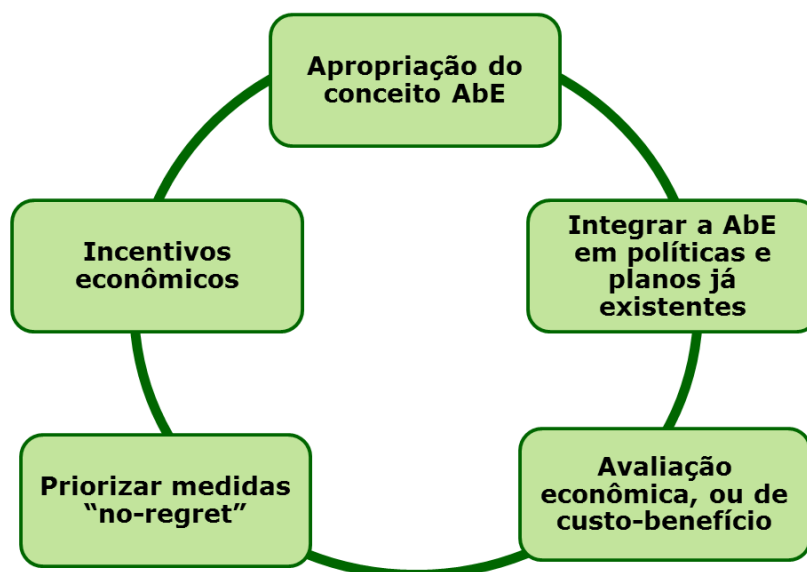 Apropriação do
conceito AbE
Integrar a AbE
em políticas e
planos já
existentes
Avaliação
econômica, ou de
custo-benefício
Priorizar medidas
“no-regret”
Incentivos
econômicos